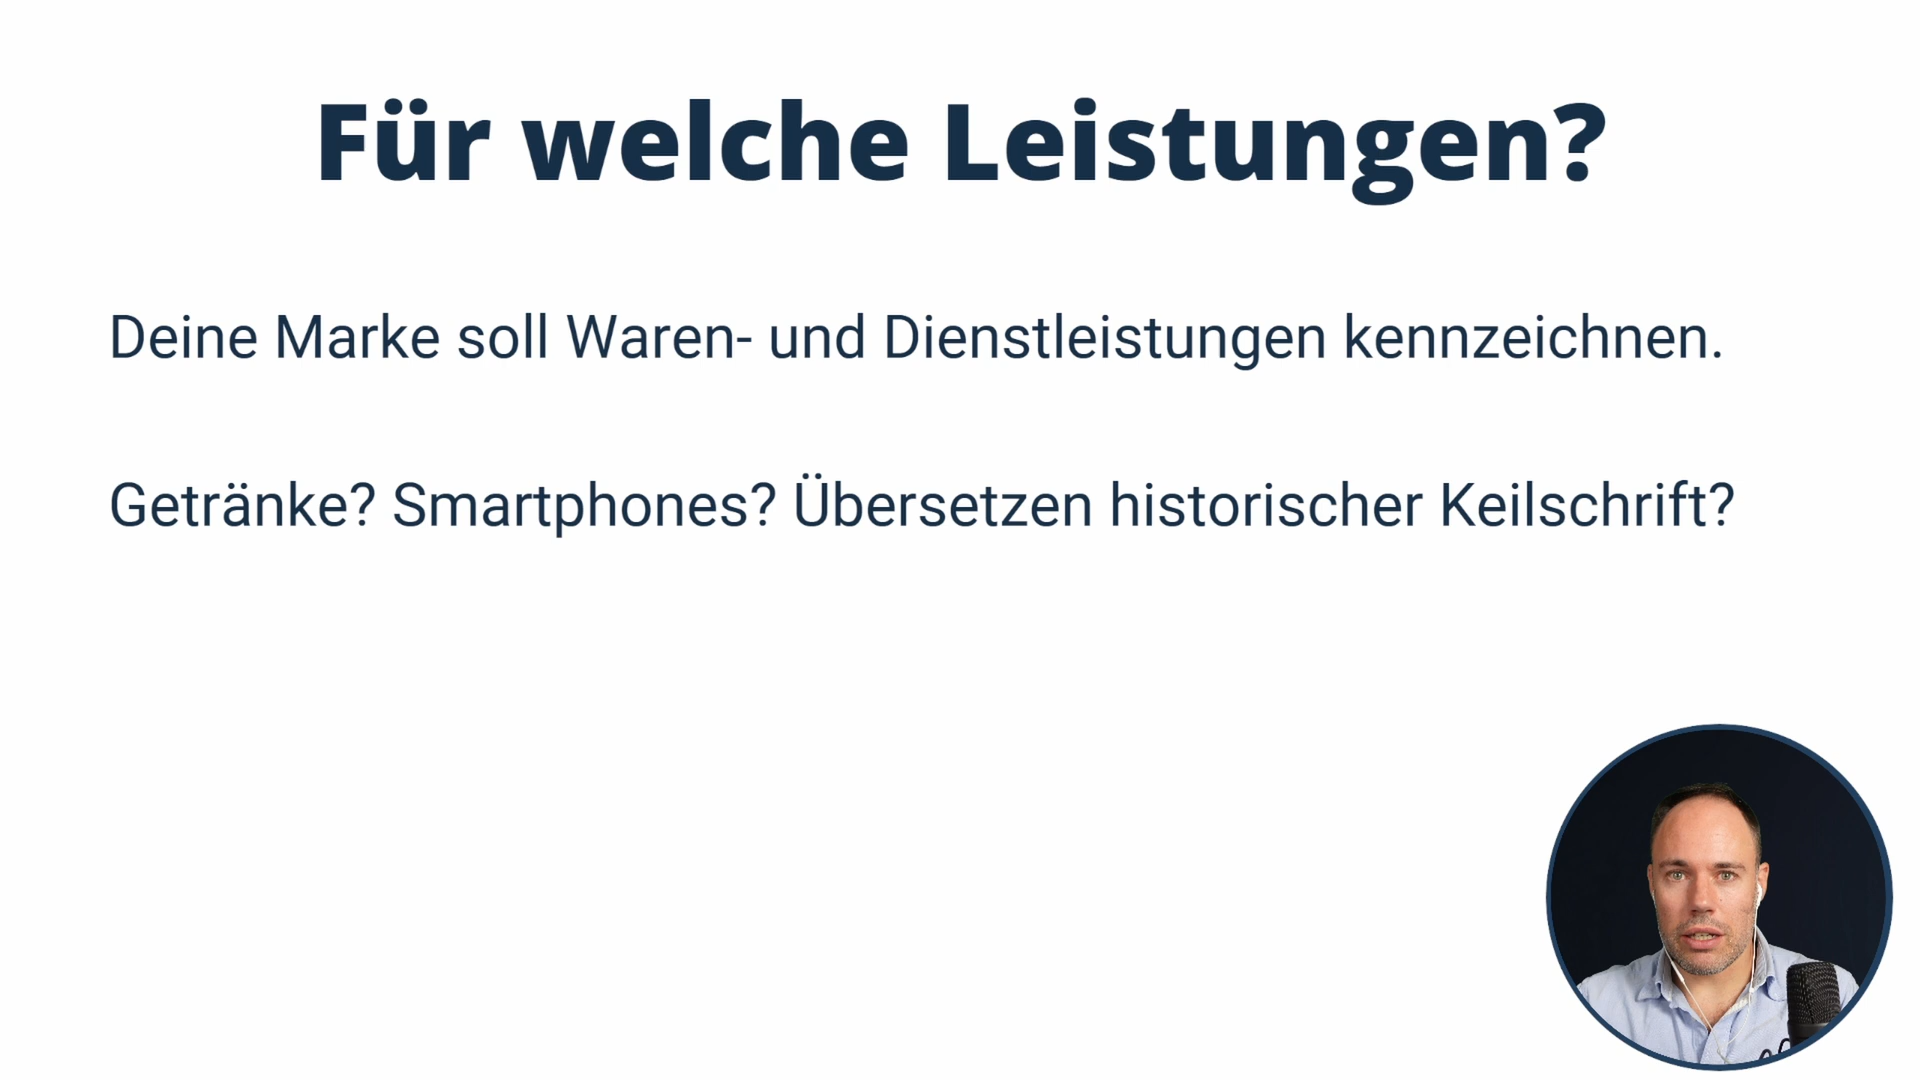 Für welche Leistungen?
Deine Marke soll Waren- und Dienstleistungen kennzeichnen.
Getränke? Smartphones? Übersetzen historischer Keilschrift?